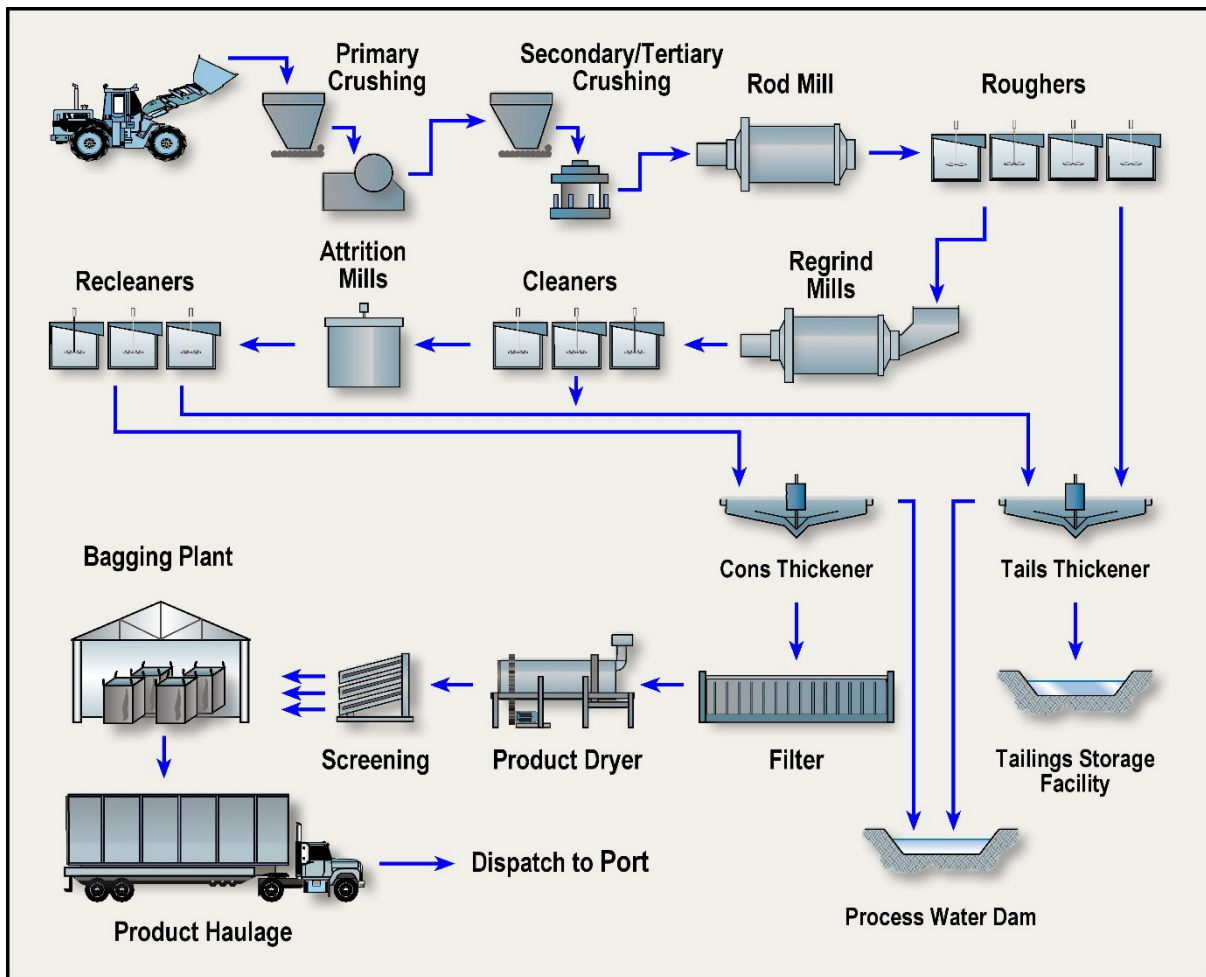 Primary
Crushing
Secondary/Tertiary
Crushing
Rod Mill
Roughers
Recleaners
Attrition
Mills
Cleaners
Regrind
Mills
Cons Thickener
Tails Thickener
Bagging Plant
Screening
Product Dryer
Filter
Tailings Storage
Facility
Product Haulage
Dispatch to Port
Process Water Dam